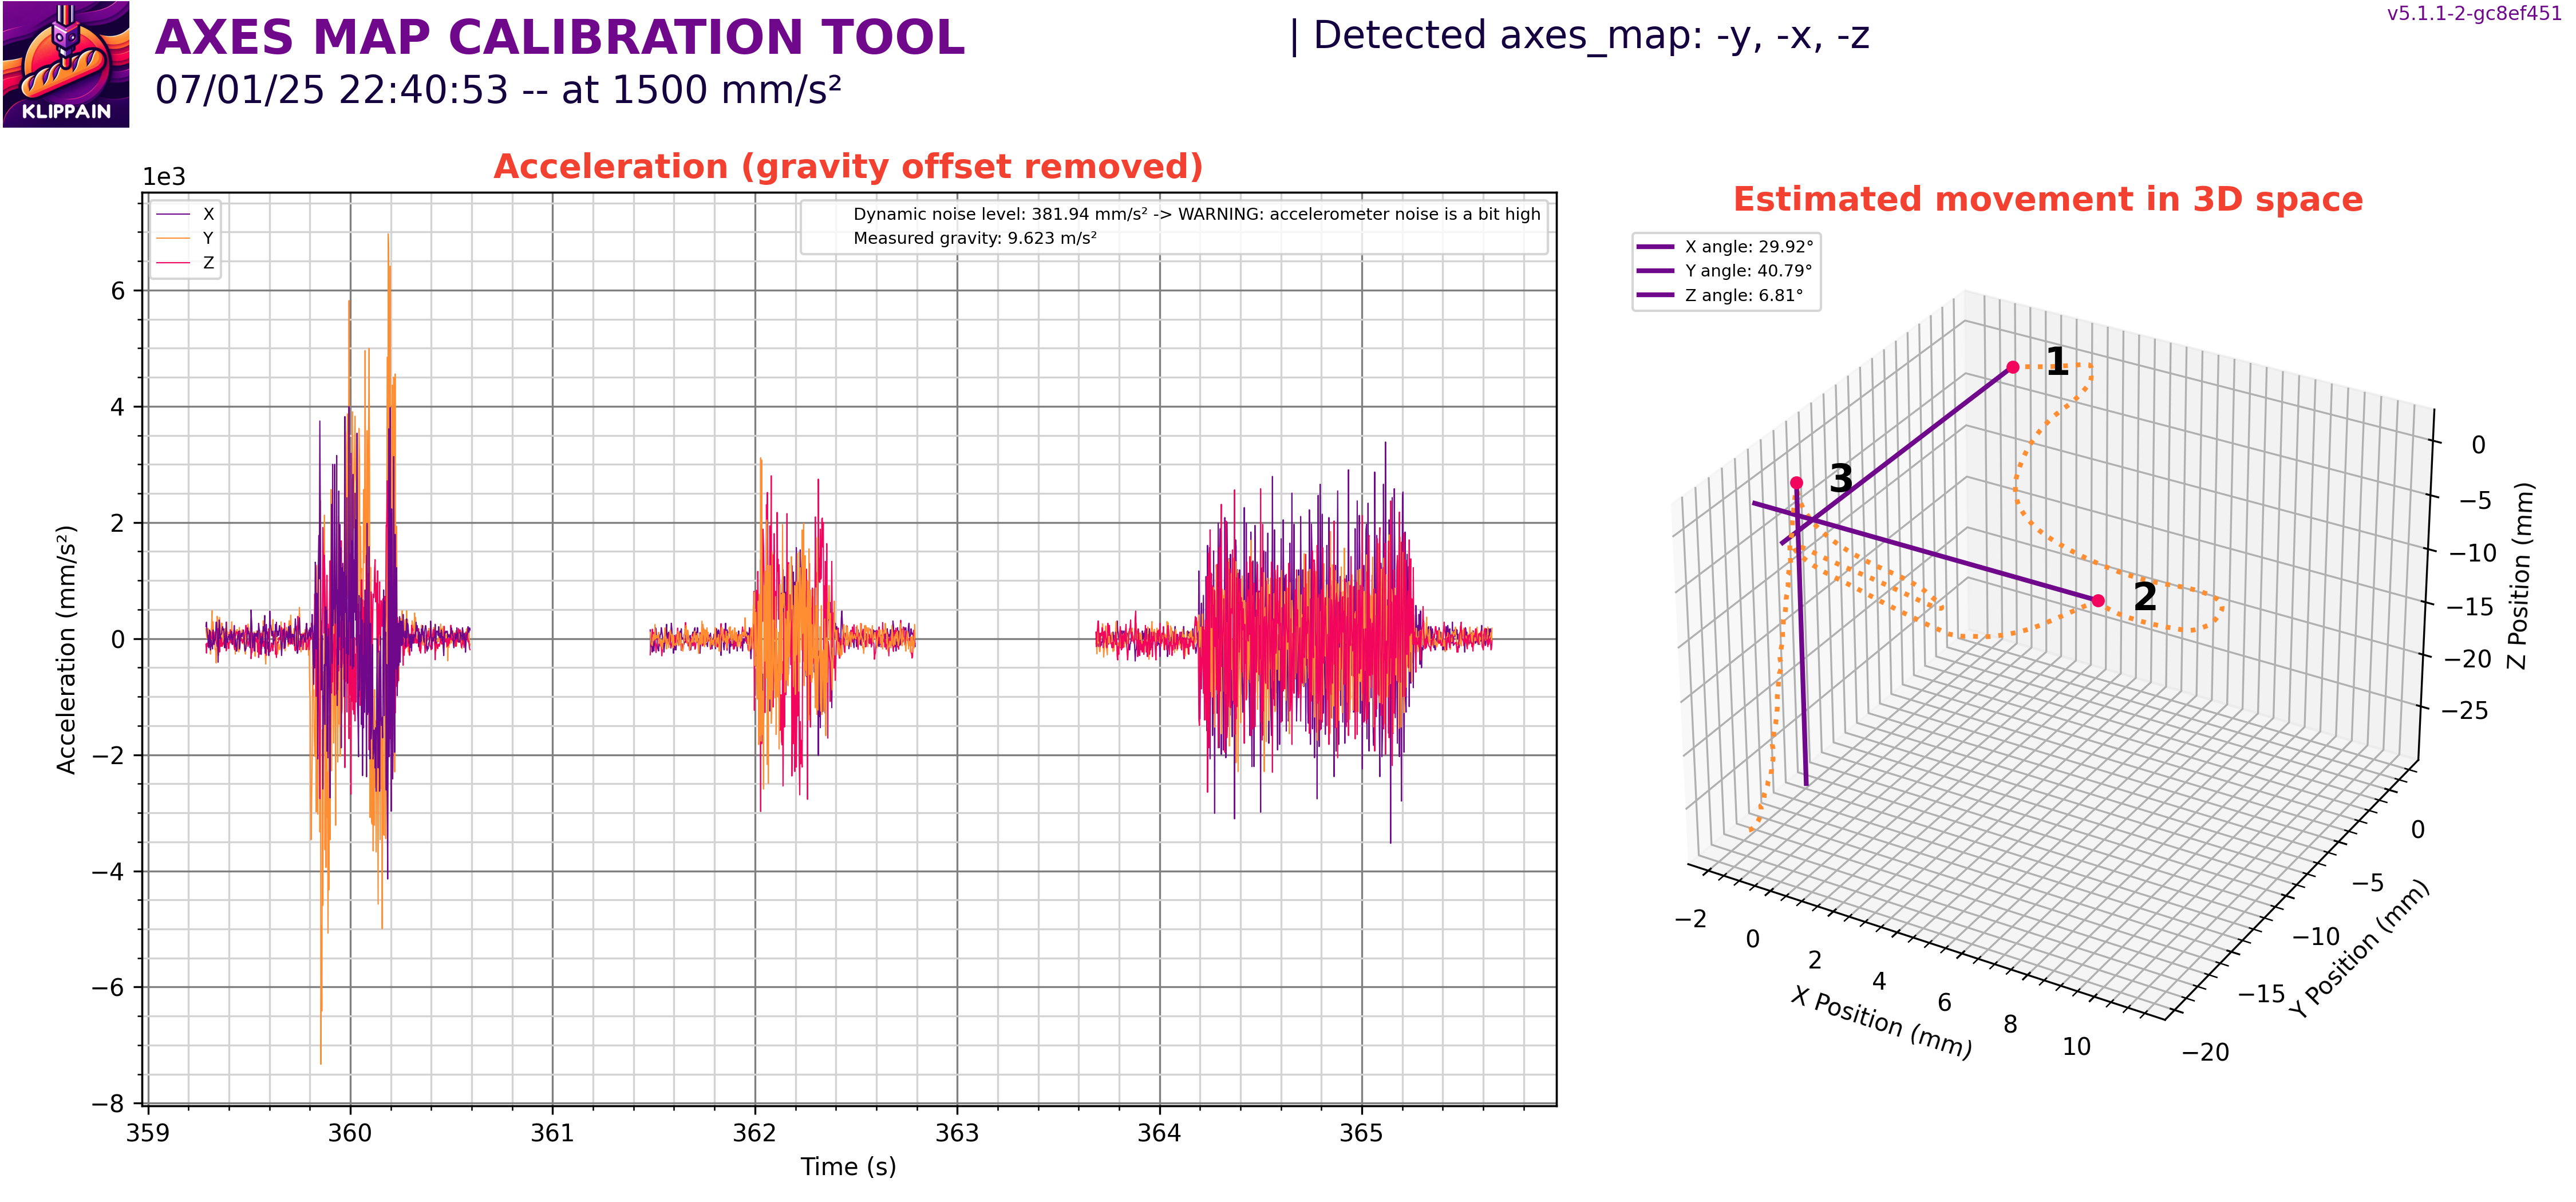 AXES MAP CALIBRATION TOOL
| Detected axes_map: -y, -x, -z
v5.1.1-2-gc8ef451
KLIPPAIN
07/01/25 22:40:53 -- at 1500 mm/s²
Acceleration (gravity offset removed)
1e3
X
Y
Z
Dynamic noise level: 381.94 mm/s² -> WARNING: accelerometer noise is a bit high
Measured gravity: 9.623 m/s²
Acceleration (mm/s²)
6
4
2
0
−2
−4
−6
−8
359
360
361
362
363
364
365
Time (s)
Estimated movement in 3D space
X angle: 29.92°
Y angle: 40.79°
Z angle: 6.81°
1
2
3
0
−5
−10
−15
−20
−25
Z Position (mm)
−2
0
2
4
6
8
10
X Position (mm)
0
−5
−10
−15
−20
Y Position (mm)